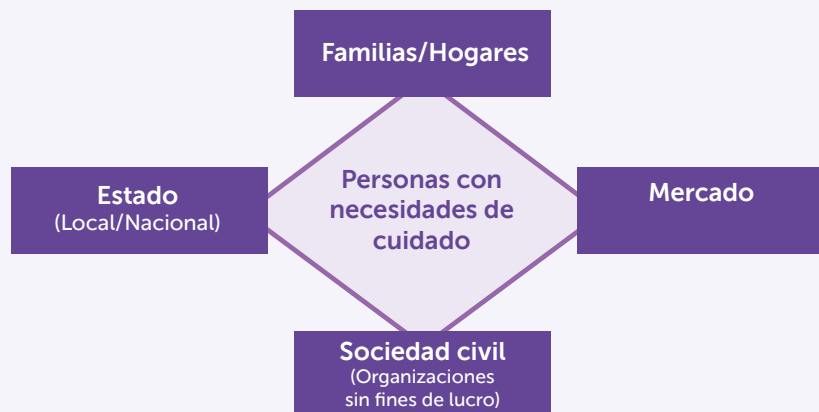 Familias/Hogares
Estado
(Local/Nacional)
Personas con
necesidades de
cuidado
Mercado
Sociedad civil
(Organizaciones
sin fines de lucro)